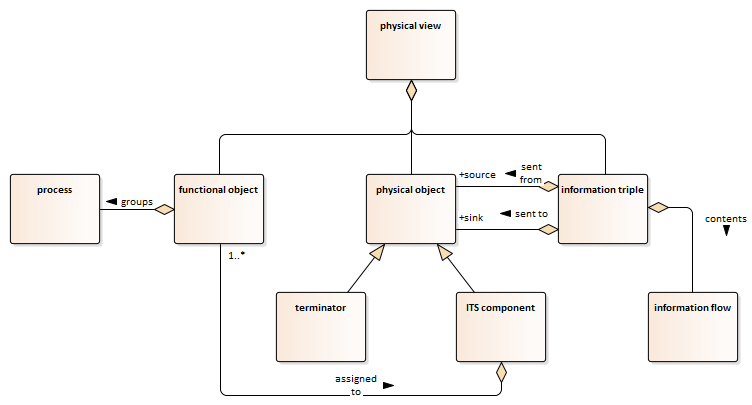 physical view
sent
from
+source
process
functional object
physical object
information triple
groups
+sink
sent to
contents
1..*
terminator
ITS component
information flow
assigned
to